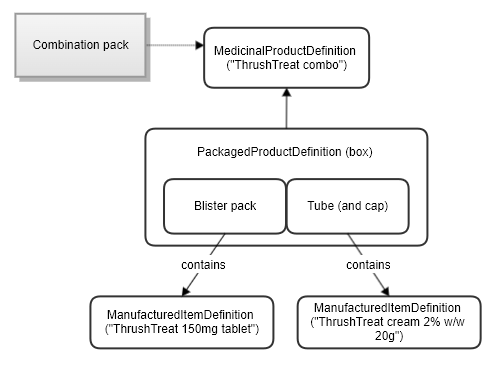 Combination pack
MedicinalProductDefinition
("ThrushTreat combo")
PackagedProductDefinition (box)
Blister pack
Tube (and cap)
contains
contains
ManufacturedItemDefinition
("ThrushTreat 150mg tablet")
ManufacturedItemDefinition
("ThrushTreat cream 2% w/w
20g")